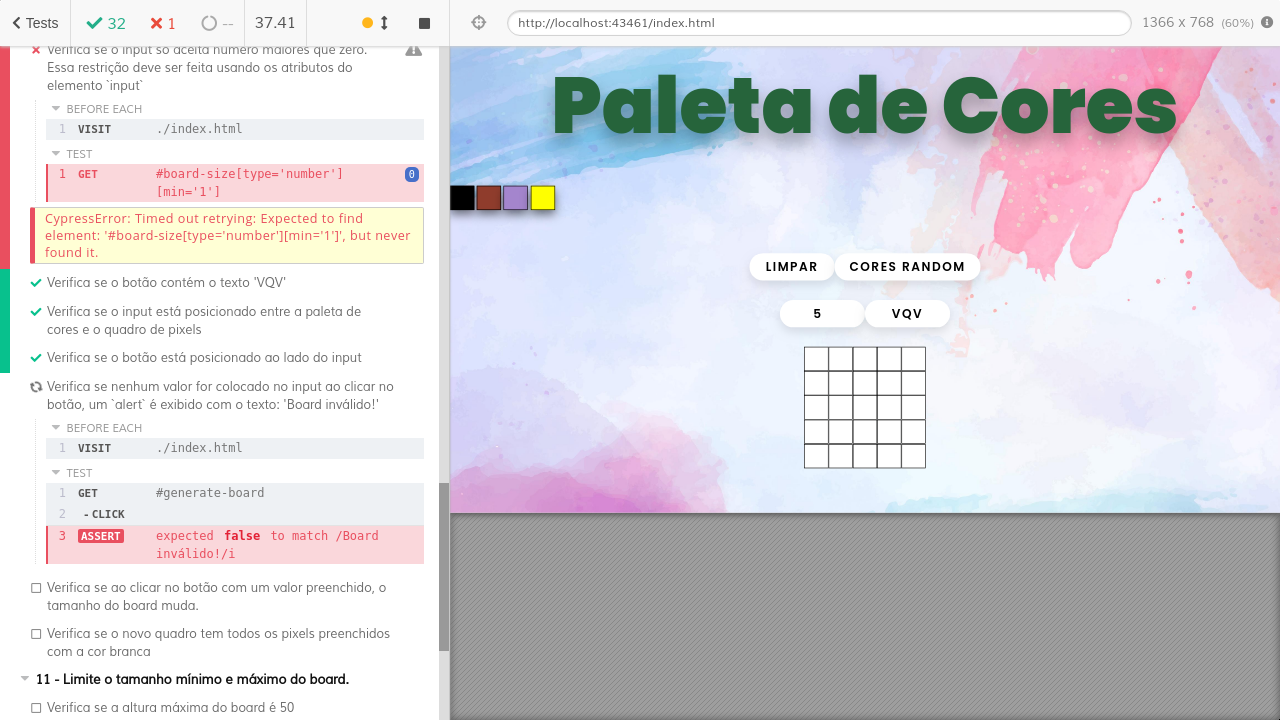 Tests
32
1
--
37.41
http://localhost:43461/index.html
1366 x 768 (60%)
Verifica se o input só aceita número maiores que zero.
Essa restrição deve ser feita usando os atributos do
elemento `input`
BEFORE EACH
1 VISIT ./index.html
TEST
1 GET #board-size[type='number'] 0
[min='1']
CypressError: Timed out retrying: Expected to find
element: '#board-size[type='number'][min='1']', but never
found it.
Verifica se o botão contém o texto 'VQV'
Verifica se o input está posicionado entre a paleta de
cores e o quadro de pixels
Verifica se o botão está posicionado ao lado do input
Verifica se nenhum valor for colocado no input ao clicar no
botão, um `alert` é exibido com o texto: 'Board inválido!'
BEFORE EACH
1 VISIT ./index.html
TEST
1 GET #generate-board
2 - CLICK
3 ASSERT expected false to match /Board
inválido!/i
Verifica se ao clicar no botão com um valor preenchido, o
tamanho do board muda.
Verifica se o novo quadro tem todos os pixels preenchidos
com a cor branca
11 - Limite o tamanho mínimo e máximo do board.
Verifica se a altura máxima do board é 50
Paleta de Cores
LIMPAR CORES RANDOM
5 VQV